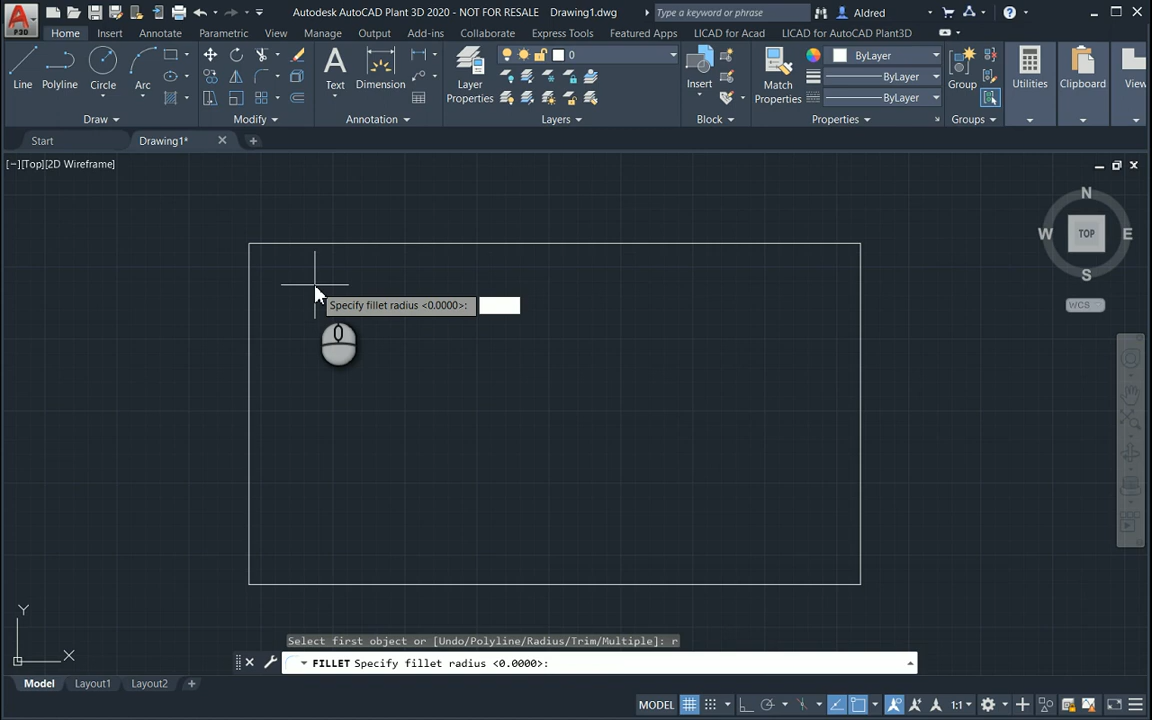 Autodesk AutoCAD Plant 3D 2020 - NOT FOR RESALE Drawing1.dwg
Type a keyword or phrase
Aldred
P3D
Home Insert Annotate Parametric View Manage Output Add-ins Collaborate Express Tools Featured Apps LICAD for Acad LICAD for AutoCAD Plant3D
Line Polyline Circle Arc
Text Dimension
Layer Properties
0
Insert
Match Properties
ByLayer
ByLayer
ByLayer
Group
Utilities
Clipboard
View
Draw Modify Annotation Layers Block Properties Groups
Start Drawing1*
[−][Top][2D Wireframe]
N
W TOP E
S
WCS
Specify fillet radius <0.0000>:
Y
X
Select first object or [Undo/Polyline/Radius/Trim/Multiple]: r
FILLET Specify fillet radius <0.0000>:
Model Layout1 Layout2
MODEL 1:1